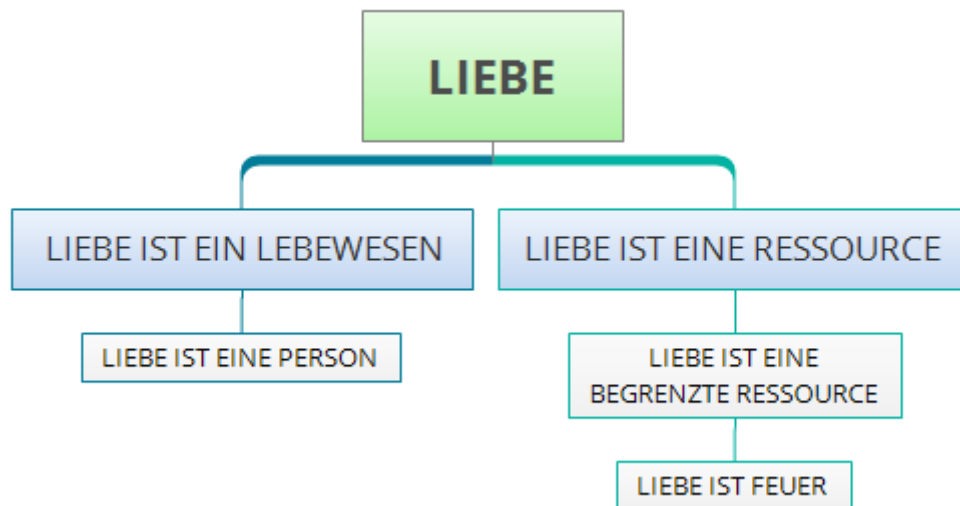 LIEBE
LIEBE IST EIN LEBEWESEN
LIEBE IST EINE RESSOURCE
LIEBE IST EINE PERSON
LIEBE IST EINE
BEGRENZTE RESSOURCE
LIEBE IST FEUER